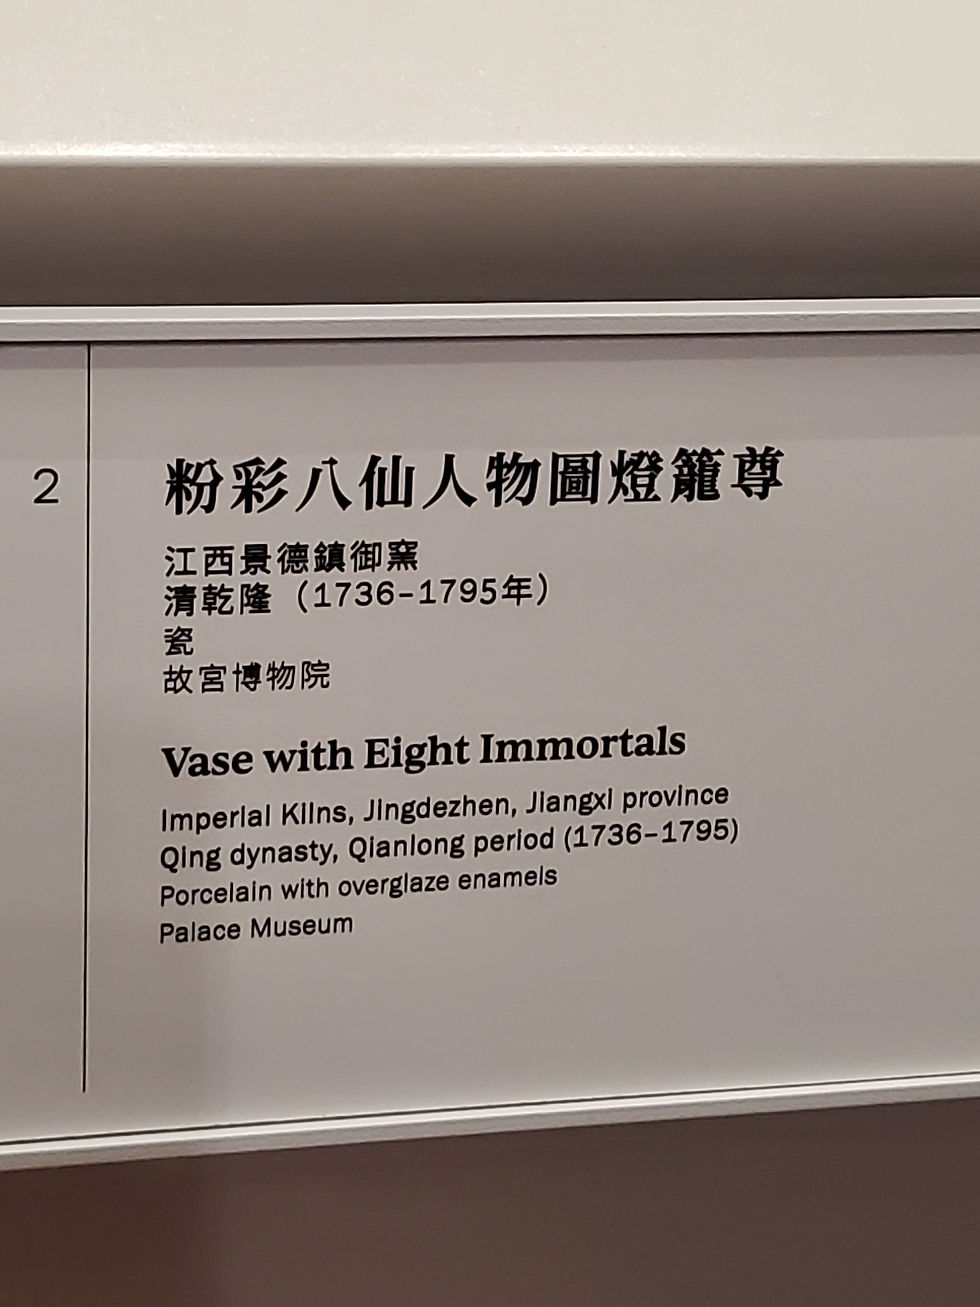 2
粉彩八仙人物圖燈籠尊
江西景德鎮御窯
清乾隆（1736–1795年）
瓷
故宮博物院
Vase with Eight Immortals
Imperial Kilns, Jingdezhen, Jiangxi province
Qing dynasty, Qianlong period (1736–1795)
Porcelain with overglaze enamels
Palace Museum